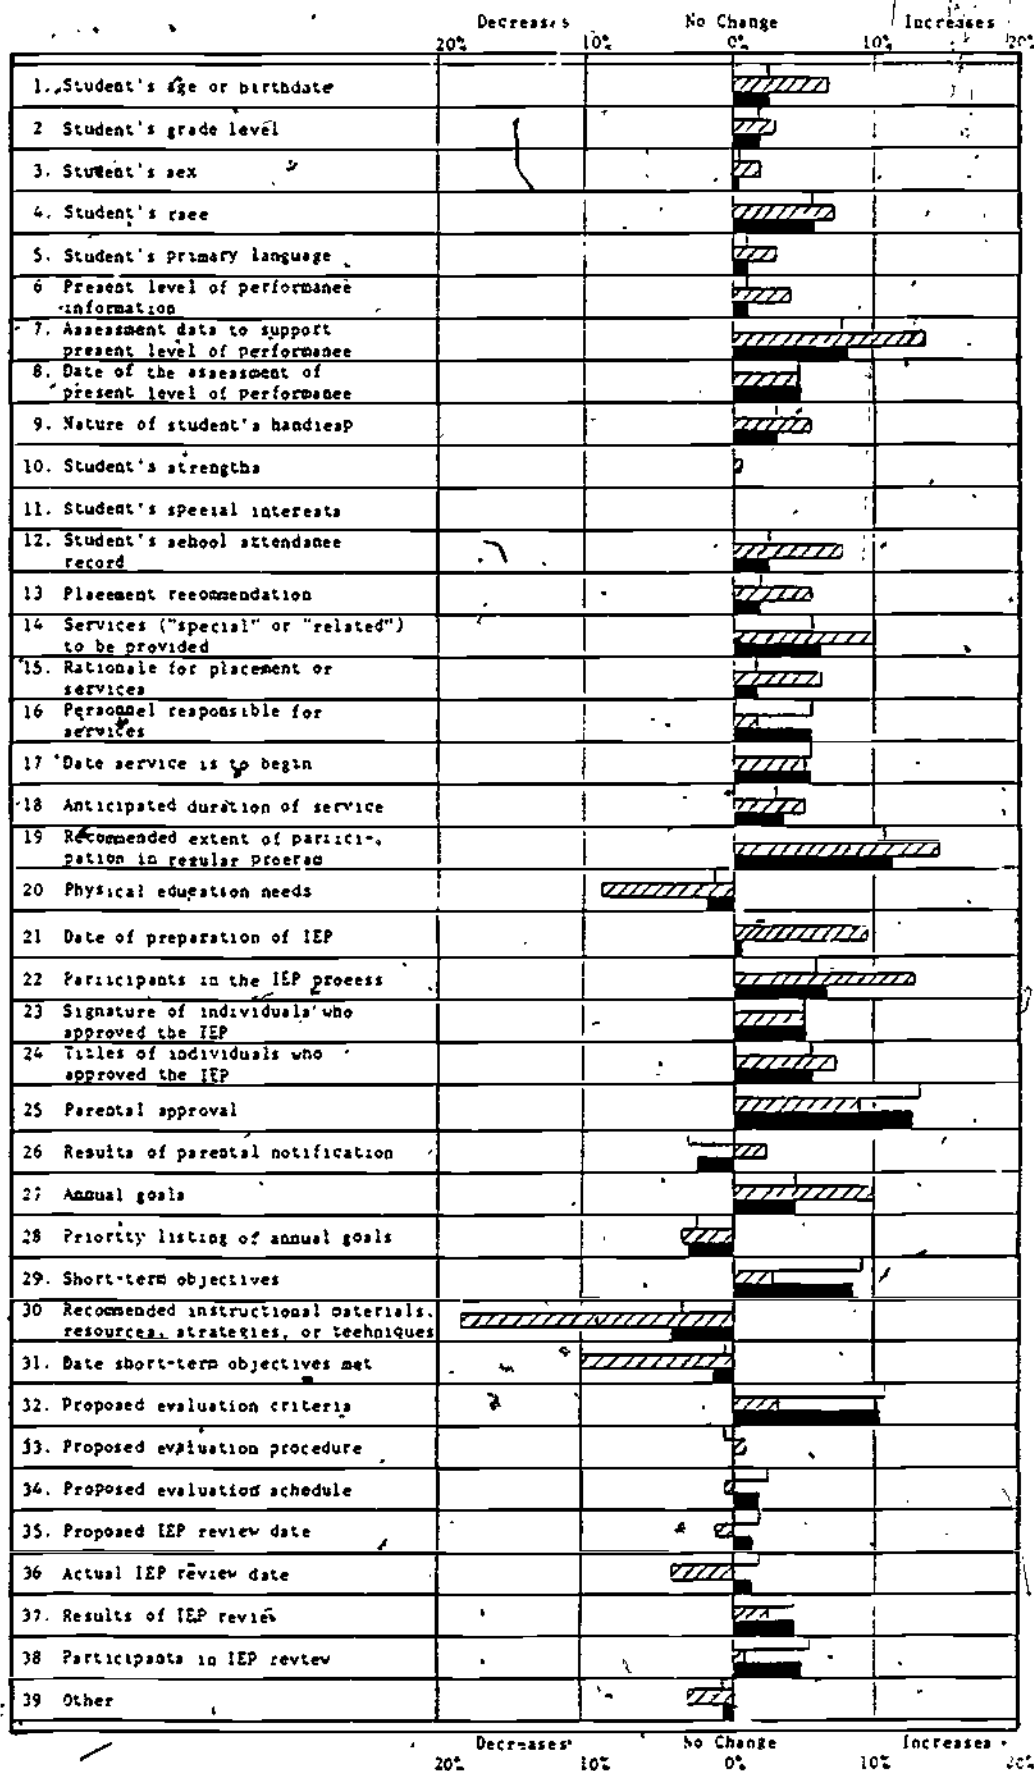 Decreases No Change Increases
20% 10% 0% 10% 20%
1. Student's age or birthdate
2 Student's grade level
3. Student's sex
4. Student's race
5. Student's primary language
6 Present level of performance
information
7. Assessment data to support
present level of performance
8. Date of the assessment of
present level of performance
9. Nature of student's handicap
10. Student's strengths
11. Student's special interests
12. Student's school attendance
record
13 Placement recommendation
14 Services ("special" or "related")
to be provided
15. Rationale for placement or
services
16 Personnel responsible for
services
17 Date service is to begin
18 Anticipated duration of service
19 Recommended extent of partici-
pation in regular program
20 Physical education needs
21 Date of preparation of IEP
22 Participants in the IEP process
23 Signature of individuals who
approved the IEP
24 Titles of individuals who
approved the IEP
25 Parental approval
26 Results of parental notification
27 Annual goals
28 Priority listing of annual goals
29. Short-term objectives
30 Recommended instructional materials,
resources, strategies, or techniques
31. Date short-term objectives met
32. Proposed evaluation criteria
33. Proposed evaluation procedure
34. Proposed evaluation schedule
35. Proposed IEP review date
36 Actual IEP review date
37. Results of IEP review
38 Participants in IEP review
39 Other
Decreases No Change Increases
20% 10% 0% 10% 20%